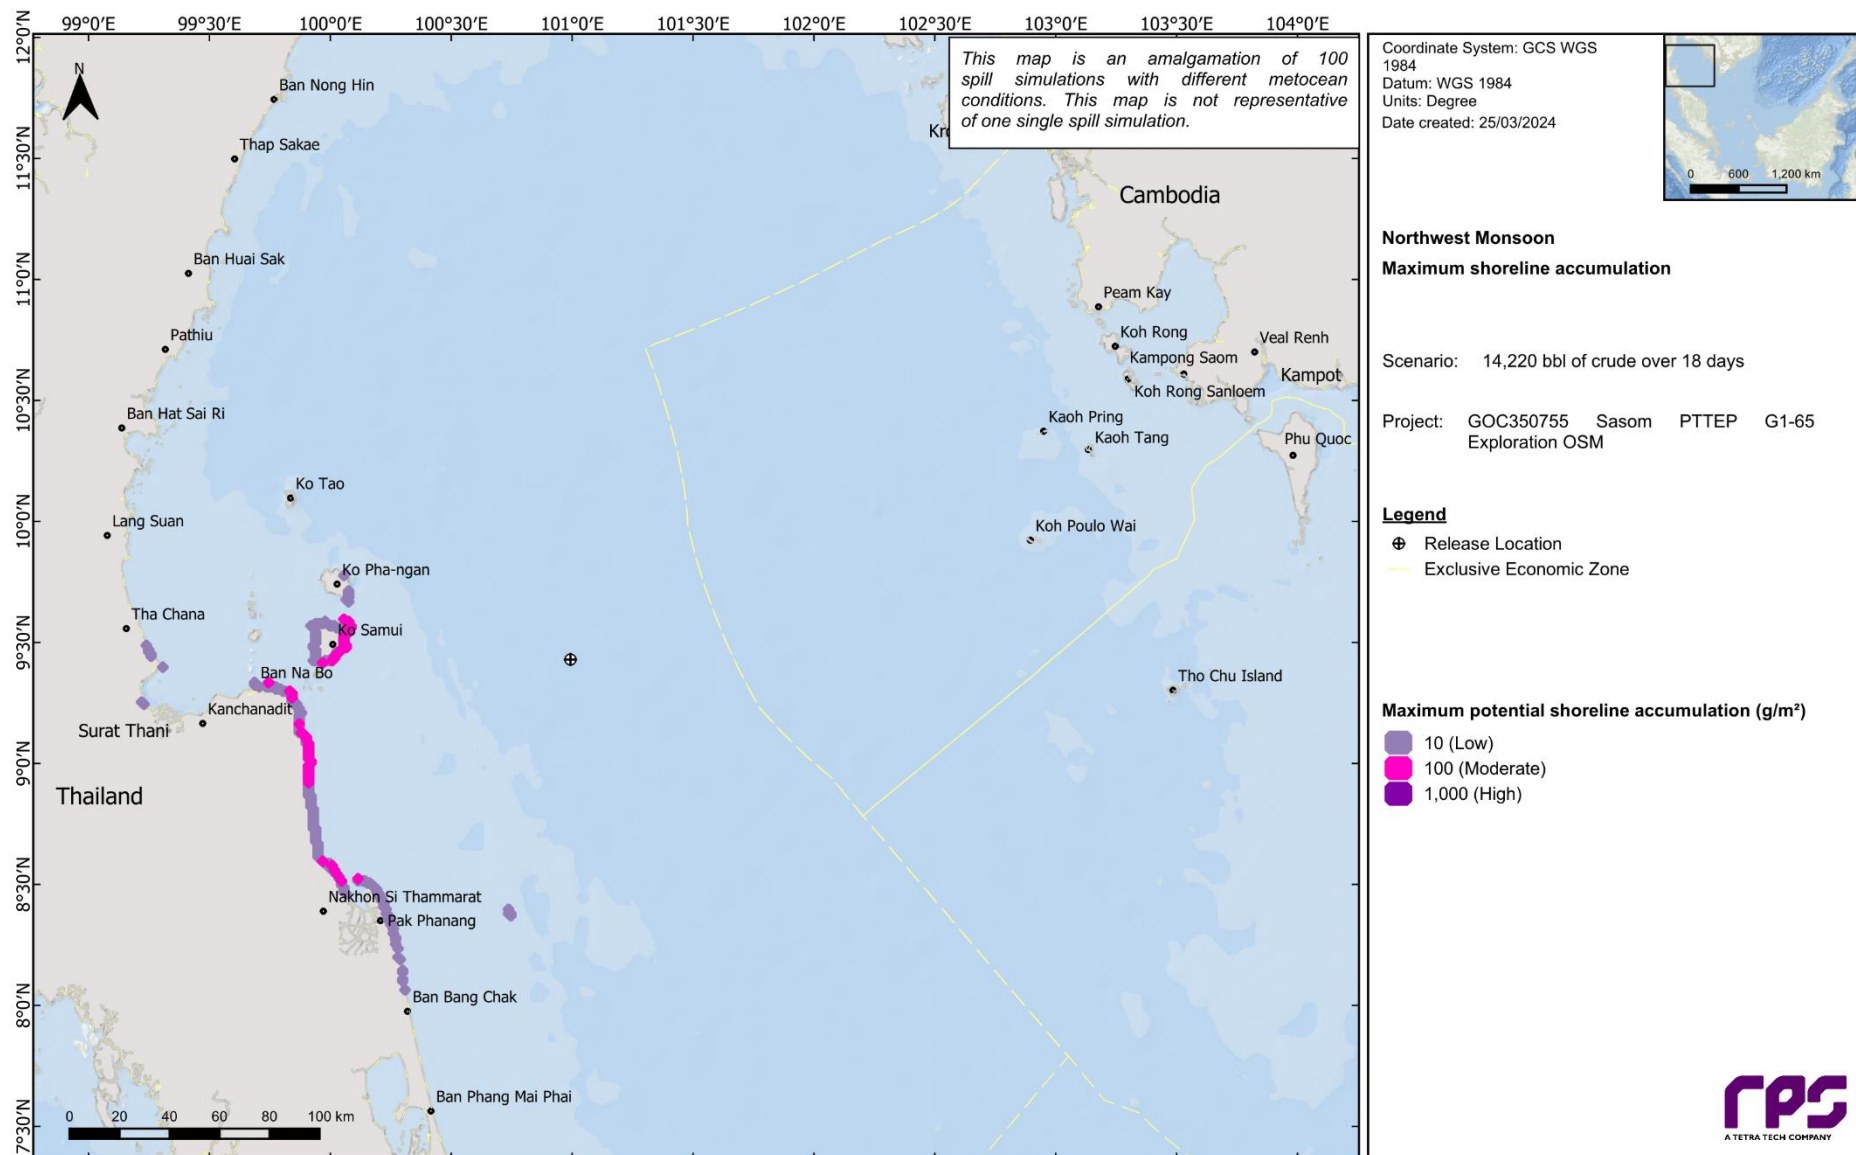 99°0'E 99°30'E 100°0'E 100°30'E 101°0'E 101°30'E 102°0'E 102°30'E 103°0'E 103°30'E 104°0'E
12°0'N
11°30'N
11°0'N
10°30'N
10°0'N
9°30'N
9°0'N
8°30'N
8°0'N
7°30'N
N
This map is an amalgamation of 100
spill simulations with different metocean
conditions. This map is not representative
of one single spill simulation.
Ban Nong Hin
Thap Sakae
Cambodia
Ban Huai Sak
Peam Kay
Pathiu
Koh Rong
Veal Renh
Kampong Saom
Kampot
Koh Rong Sanloem
Ban Hat Sai Ri
Kaoh Pring
Kaoh Tang
Phu Quoc
Ko Tao
Lang Suan
Koh Poulo Wai
Ko Pha-ngan
Tha Chana
Ko Samui
Ban Na Bo
Tho Chu Island
Kanchanadit
Surat Thani
Thailand
Nakhon Si Thammarat
Pak Phanang
Ban Bang Chak
Ban Phang Mai Phai
0 20 40 60 80 100 km
Coordinate System: GCS WGS
1984
Datum: WGS 1984
Units: Degree
Date created: 25/03/2024
0 600 1,200 km
Northwest Monsoon
Maximum shoreline accumulation
Scenario: 14,220 bbl of crude over 18 days
Project: GOC350755 Sasom PTTEP G1-65
Exploration OSM
Legend
Release Location
Exclusive Economic Zone
Maximum potential shoreline accumulation (g/m²)
10 (Low)
100 (Moderate)
1,000 (High)
rps
A TETRA TECH COMPANY